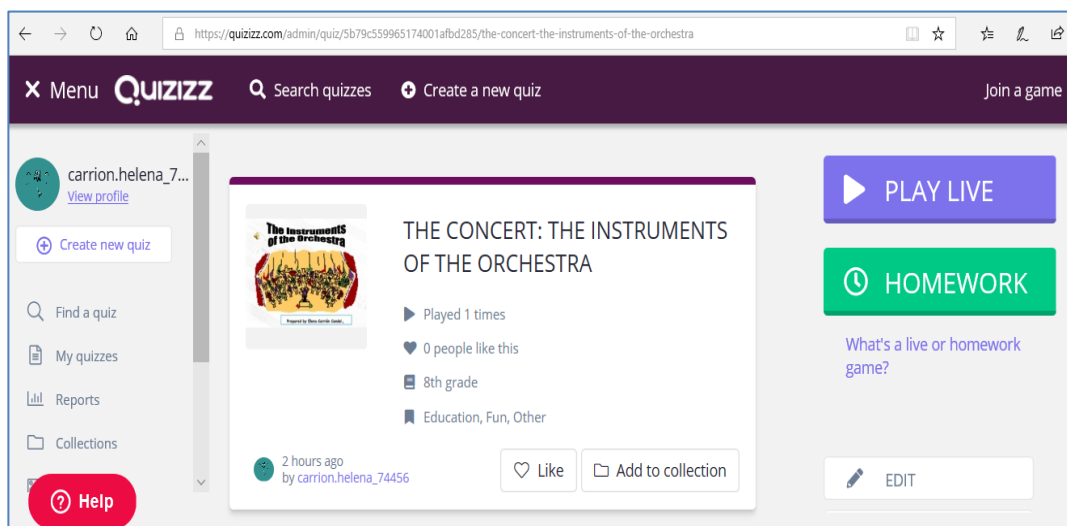 https://quizizz.com/admin/quiz/5b79c559965174001afbd285/the-concert-the-instruments-of-the-orchestra
Menu QUIZIZZ Search quizzes Create a new quiz Join a game
carrion.helena_7...
View profile
Create new quiz
Find a quiz
My quizzes
Reports
Collections
Help
The Instruments
of the Orchestra
THE CONCERT: THE INSTRUMENTS
OF THE ORCHESTRA
Played 1 times
0 people like this
8th grade
Education, Fun, Other
2 hours ago
by carrion.helena_74456
Like
Add to collection
PLAY LIVE
HOMEWORK
What's a live or homework
game?
EDIT